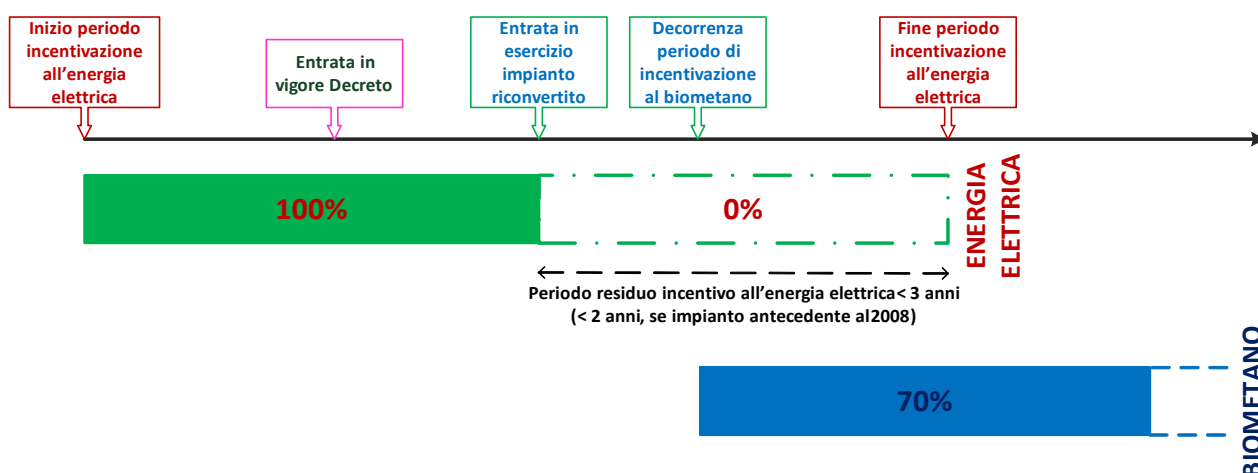 Inizio periodo
incentivazione
all’energia
elettrica
Entrata in
vigore Decreto
Entrata in
esercizio
impianto
riconvertito
Decorrenza
periodo di
incentivazione
al biometano
Fine periodo
incentivazione
all’energia
elettrica
100%
0%
ENERGIA
ELETTRICA
Periodo residuo incentivo all’energia elettrica< 3 anni
(< 2 anni, se impianto antecedente al2008)
70%
BIOMETANO